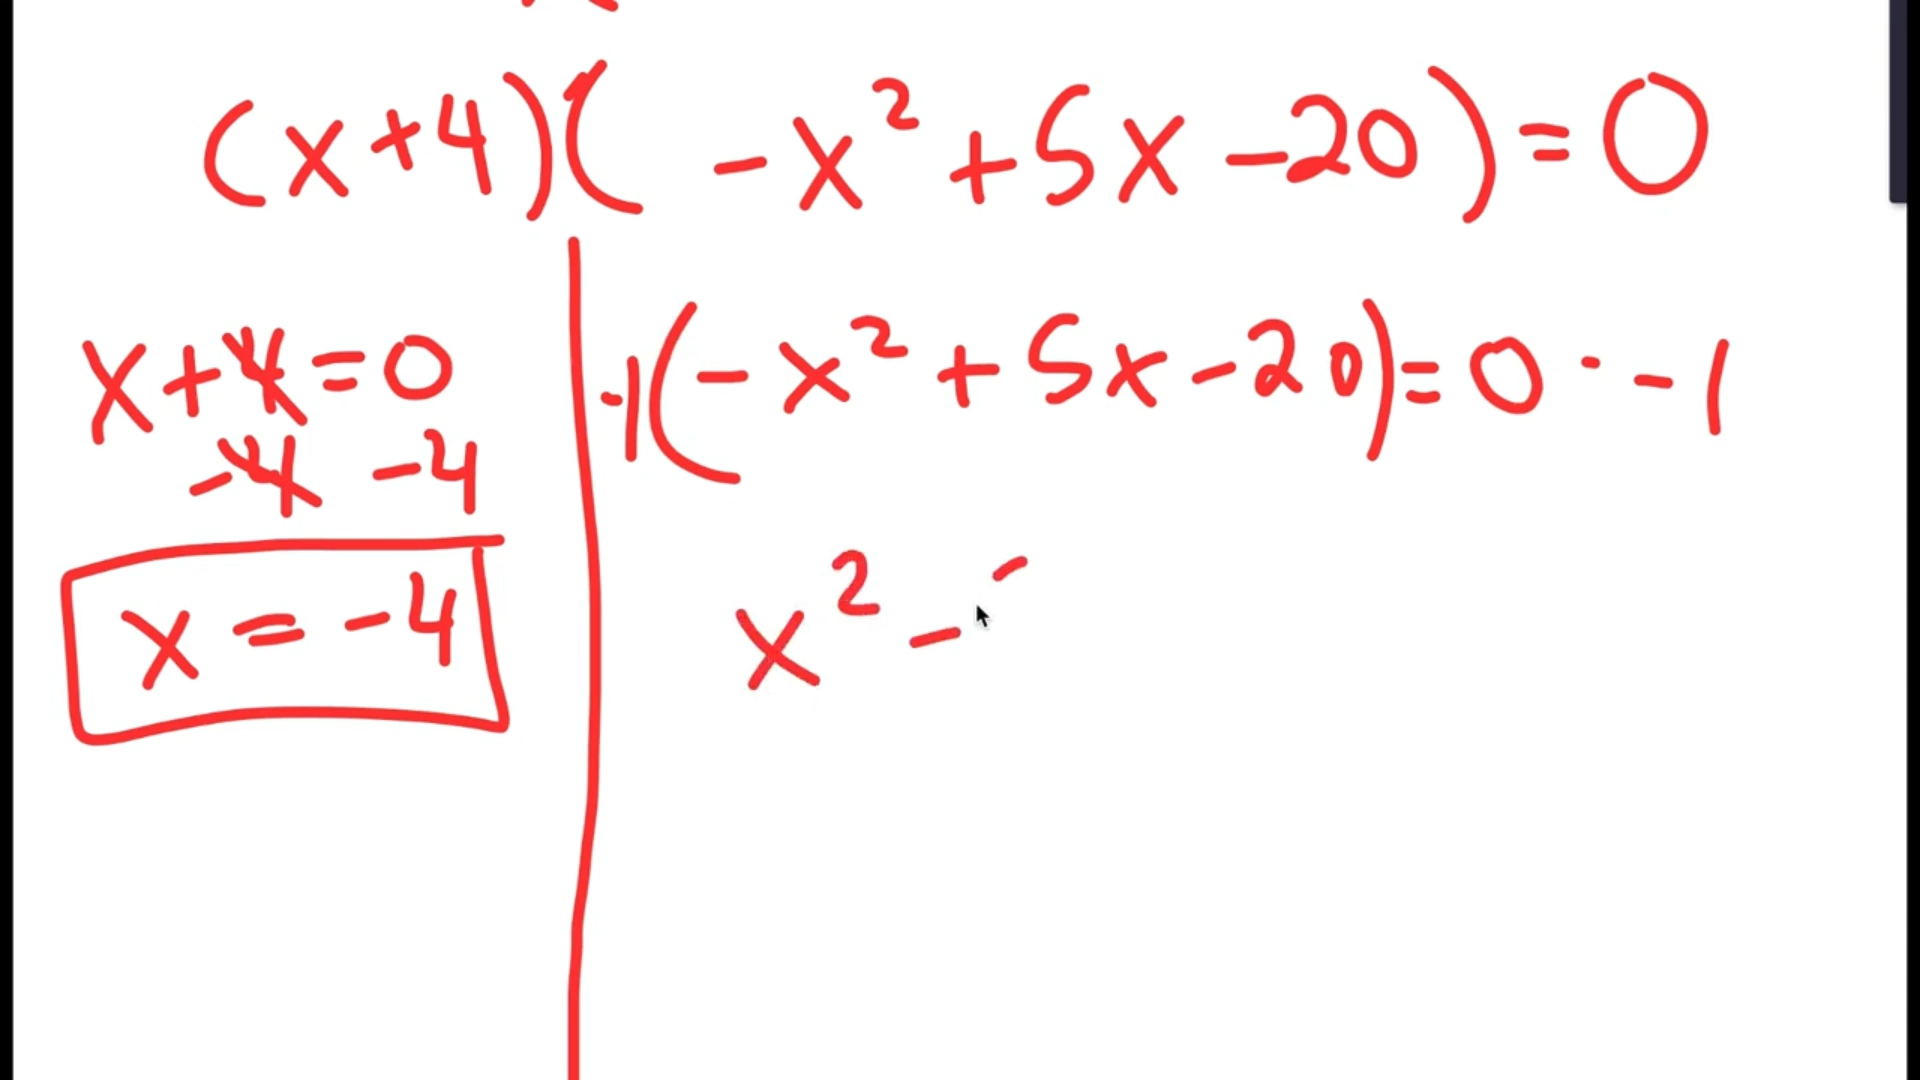 (x+4)( -x²+5x-20)=0
x+4=0
-4 -4
x=-4
-1(-x²+5x-20)=0·-1
x²-